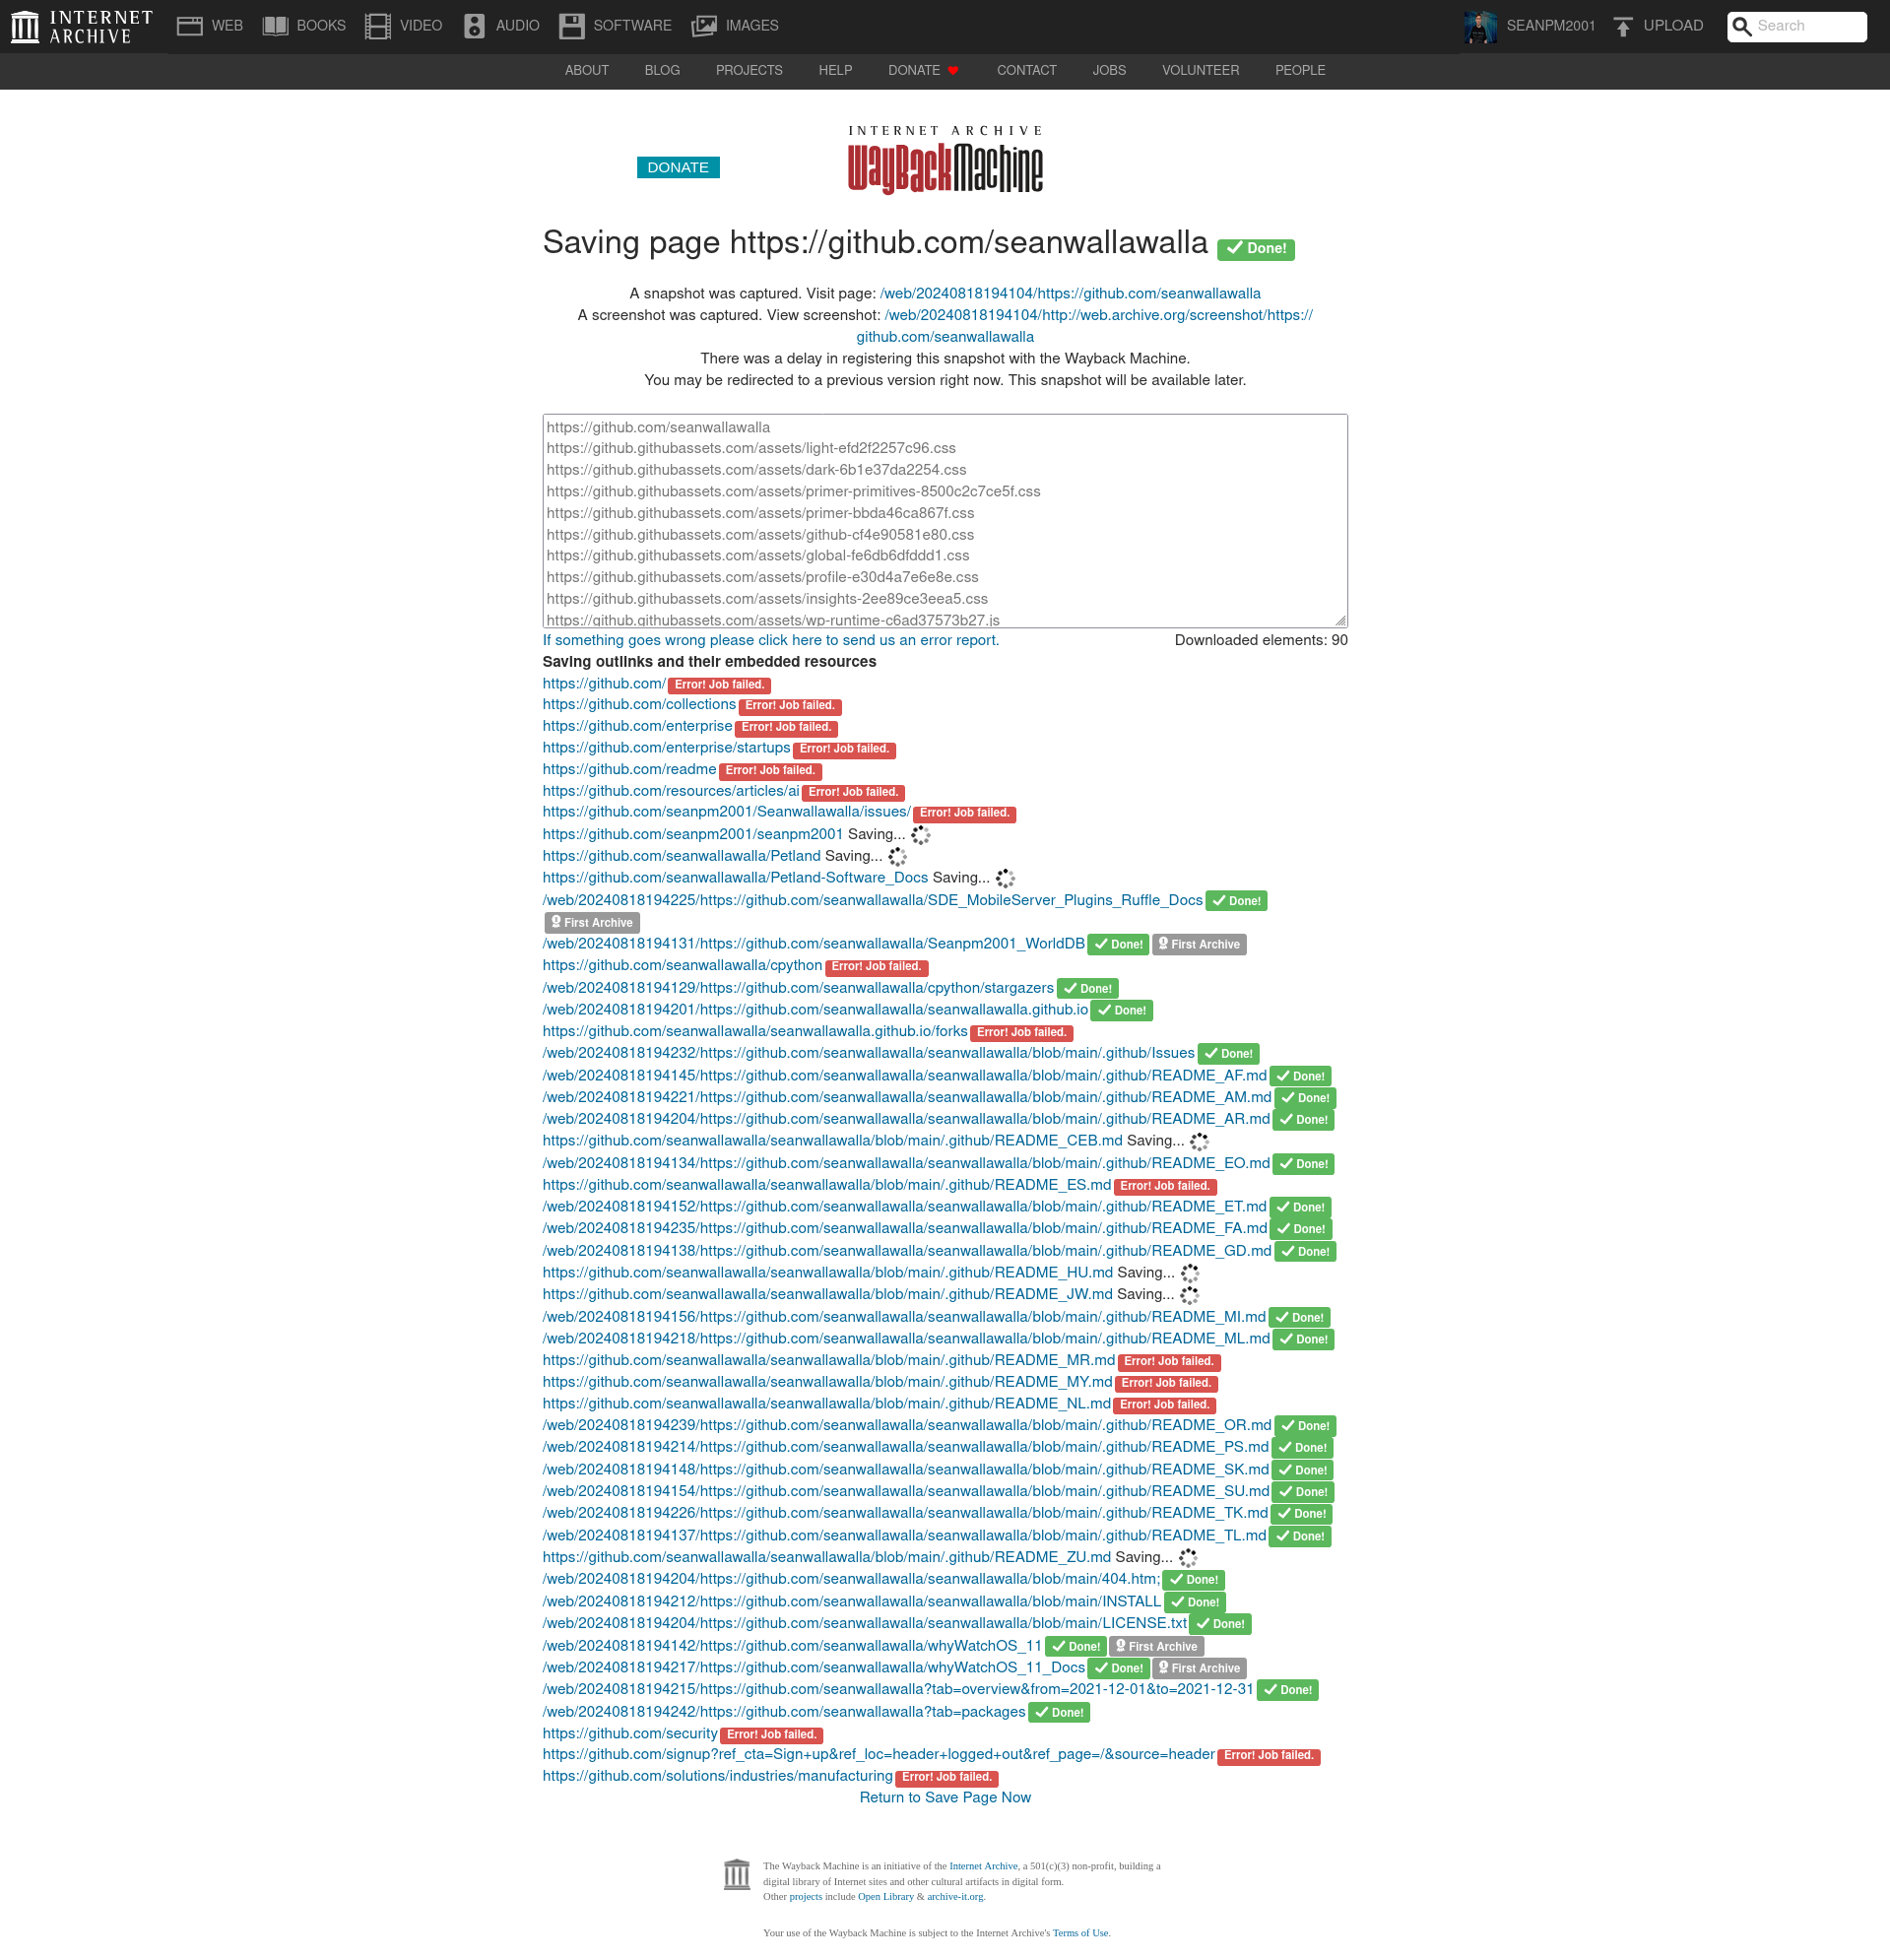 INTERNET ARCHIVE
WEB BOOKS VIDEO AUDIO SOFTWARE IMAGES SEANPM2001 UPLOAD Search
ABOUT BLOG PROJECTS HELP DONATE CONTACT JOBS VOLUNTEER PEOPLE
INTERNET ARCHIVE
WayBackMachine
DONATE
Saving page https://github.com/seanwallawalla Done!
A snapshot was captured. Visit page: /web/20240818194104/https://github.com/seanwallawalla
A screenshot was captured. View screenshot: /web/20240818194104/http://web.archive.org/screenshot/https://
github.com/seanwallawalla
There was a delay in registering this snapshot with the Wayback Machine.
You may be redirected to a previous version right now. This snapshot will be available later.
https://github.com/seanwallawalla
https://github.githubassets.com/assets/light-efd2f2257c96.css
https://github.githubassets.com/assets/dark-6b1e37da2254.css
https://github.githubassets.com/assets/primer-primitives-8500c2c7ce5f.css
https://github.githubassets.com/assets/primer-bbda46ca867f.css
https://github.githubassets.com/assets/github-cf4e90581e80.css
https://github.githubassets.com/assets/global-fe6db6dfddd1.css
https://github.githubassets.com/assets/profile-e30d4a7e6e8e.css
https://github.githubassets.com/assets/insights-2ee89ce3eea5.css
https://github.githubassets.com/assets/wp-runtime-c6ad37573b27.js
If something goes wrong please click here to send us an error report. Downloaded elements: 90
Saving outlinks and their embedded resources
https://github.com/ Error! Job failed.
https://github.com/collections Error! Job failed.
https://github.com/enterprise Error! Job failed.
https://github.com/enterprise/startups Error! Job failed.
https://github.com/readme Error! Job failed.
https://github.com/resources/articles/ai Error! Job failed.
https://github.com/seanpm2001/Seanwallawalla/issues/ Error! Job failed.
https://github.com/seanpm2001/seanpm2001 Saving...
https://github.com/seanwallawalla/Petland Saving...
https://github.com/seanwallawalla/Petland-Software_Docs Saving...
/web/20240818194225/https://github.com/seanwallawalla/SDE_MobileServer_Plugins_Ruffle_Docs Done!
First Archive
/web/20240818194131/https://github.com/seanwallawalla/Seanpm2001_WorldDB Done! First Archive
https://github.com/seanwallawalla/cpython Error! Job failed.
/web/20240818194129/https://github.com/seanwallawalla/cpython/stargazers Done!
/web/20240818194201/https://github.com/seanwallawalla/seanwallawalla.github.io Done!
https://github.com/seanwallawalla/seanwallawalla.github.io/forks Error! Job failed.
/web/20240818194232/https://github.com/seanwallawalla/seanwallawalla/blob/main/.github/Issues Done!
/web/20240818194145/https://github.com/seanwallawalla/seanwallawalla/blob/main/.github/README_AF.md Done!
/web/20240818194221/https://github.com/seanwallawalla/seanwallawalla/blob/main/.github/README_AM.md Done!
/web/20240818194204/https://github.com/seanwallawalla/seanwallawalla/blob/main/.github/README_AR.md Done!
https://github.com/seanwallawalla/seanwallawalla/blob/main/.github/README_CEB.md Saving...
/web/20240818194134/https://github.com/seanwallawalla/seanwallawalla/blob/main/.github/README_EO.md Done!
https://github.com/seanwallawalla/seanwallawalla/blob/main/.github/README_ES.md Error! Job failed.
/web/20240818194152/https://github.com/seanwallawalla/seanwallawalla/blob/main/.github/README_ET.md Done!
/web/20240818194235/https://github.com/seanwallawalla/seanwallawalla/blob/main/.github/README_FA.md Done!
/web/20240818194138/https://github.com/seanwallawalla/seanwallawalla/blob/main/.github/README_GD.md Done!
https://github.com/seanwallawalla/seanwallawalla/blob/main/.github/README_HU.md Saving...
https://github.com/seanwallawalla/seanwallawalla/blob/main/.github/README_JW.md Saving...
/web/20240818194156/https://github.com/seanwallawalla/seanwallawalla/blob/main/.github/README_MI.md Done!
/web/20240818194218/https://github.com/seanwallawalla/seanwallawalla/blob/main/.github/README_ML.md Done!
https://github.com/seanwallawalla/seanwallawalla/blob/main/.github/README_MR.md Error! Job failed.
https://github.com/seanwallawalla/seanwallawalla/blob/main/.github/README_MY.md Error! Job failed.
https://github.com/seanwallawalla/seanwallawalla/blob/main/.github/README_NL.md Error! Job failed.
/web/20240818194239/https://github.com/seanwallawalla/seanwallawalla/blob/main/.github/README_OR.md Done!
/web/20240818194214/https://github.com/seanwallawalla/seanwallawalla/blob/main/.github/README_PS.md Done!
/web/20240818194148/https://github.com/seanwallawalla/seanwallawalla/blob/main/.github/README_SK.md Done!
/web/20240818194154/https://github.com/seanwallawalla/seanwallawalla/blob/main/.github/README_SU.md Done!
/web/20240818194226/https://github.com/seanwallawalla/seanwallawalla/blob/main/.github/README_TK.md Done!
/web/20240818194137/https://github.com/seanwallawalla/seanwallawalla/blob/main/.github/README_TL.md Done!
https://github.com/seanwallawalla/seanwallawalla/blob/main/.github/README_ZU.md Saving...
/web/20240818194204/https://github.com/seanwallawalla/seanwallawalla/blob/main/404.htm; Done!
/web/20240818194212/https://github.com/seanwallawalla/seanwallawalla/blob/main/INSTALL Done!
/web/20240818194204/https://github.com/seanwallawalla/seanwallawalla/blob/main/LICENSE.txt Done!
/web/20240818194142/https://github.com/seanwallawalla/whyWatchOS_11 Done! First Archive
/web/20240818194217/https://github.com/seanwallawalla/whyWatchOS_11_Docs Done! First Archive
/web/20240818194215/https://github.com/seanwallawalla?tab=overview&from=2021-12-01&to=2021-12-31 Done!
/web/20240818194242/https://github.com/seanwallawalla?tab=packages Done!
https://github.com/security Error! Job failed.
https://github.com/signup?ref_cta=Sign+up&ref_loc=header+logged+out&ref_page=/&source=header Error! Job failed.
https://github.com/solutions/industries/manufacturing Error! Job failed.
Return to Save Page Now
The Wayback Machine is an initiative of the Internet Archive, a 501(c)(3) non-profit, building a
digital library of Internet sites and other cultural artifacts in digital form.
Other projects include Open Library & archive-it.org.
Your use of the Wayback Machine is subject to the Internet Archive's Terms of Use.